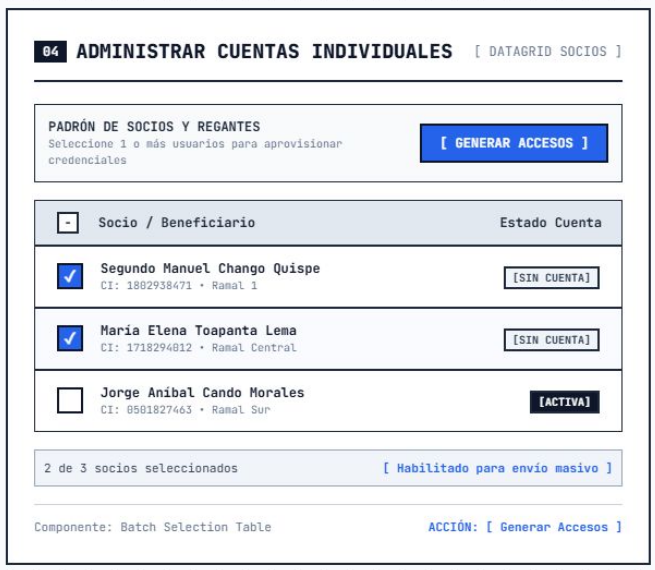 04 ADMINISTRAR CUENTAS INDIVIDUALES [ DATAGRID SOCIOS ]
PADRÓN DE SOCIOS Y REGANTES
Seleccione 1 o más usuarios para aprovisionar
credenciales
[ GENERAR ACCESOS ]
- Socio / Beneficiario Estado Cuenta
Segundo Manuel Chango Quispe
CI: 1802938471 • Ramal 1
[SIN CUENTA]
María Elena Toapanta Lema
CI: 1718294012 • Ramal Central
[SIN CUENTA]
Jorge Aníbal Cando Morales
CI: 0501827463 • Ramal Sur
[ACTIVA]
2 de 3 socios seleccionados [ Habilitado para envío masivo ]
Componente: Batch Selection Table ACCIÓN: [ Generar Accesos ]